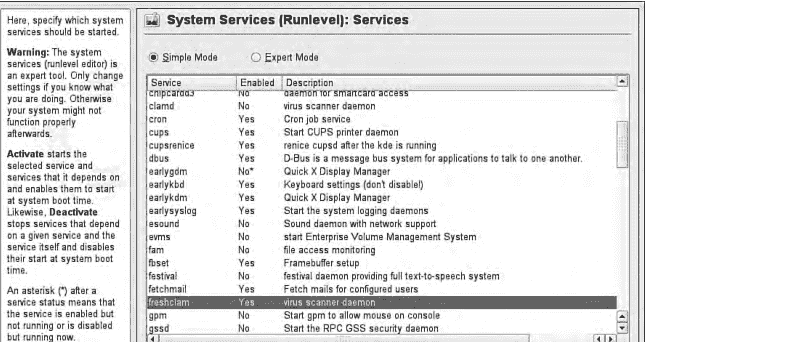 Here, specify which system
services should be started.
Warning: The system
services (runlevel editor) is
an expert tool. Only change
settings if you know what
you are doing. Otherwise
your system might not
function properly
afterwards.
Activate starts the
selected service and
services that it depends on
and enables them to start
at system boot time.
Likewise, Deactivate
stops services that depend
on a given service and the
service itself and disables
their start at system boot
time.
An asterisk (*) after a
service status means that
the service is enabled but
not running or is disabled
but running now.
System Services (Runlevel): Services
Simple Mode Expert Mode
Service Enabled Description
chipcardd3 No daemon for smartcard access
clamd No virus scanner daemon
cron Yes Cron job service
cups Yes Start CUPS printer daemon
cupsrenice Yes renice cupsd after the kde is running
dbus Yes D-Bus is a message bus system for applications to talk to one another.
earlygdm No* Quick X Display Manager
earlykbd Yes Keyboard settings (don't disable!)
earlykdm Yes Quick X Display Manager
earlysyslog Yes Start the system logging daemons
esound No Sound daemon with network support
evms No start Enterprise Volume Management System
fam No file access monitoring
fbset Yes Framebuffer setup
festival No festival daemon providing full text-to-speech system
fetchmail Yes Fetch mails for configured users
freshclam Yes virus scanner daemon
gpm No Start gpm to allow mouse on console
gssd No Start the RPC GSS security daemon